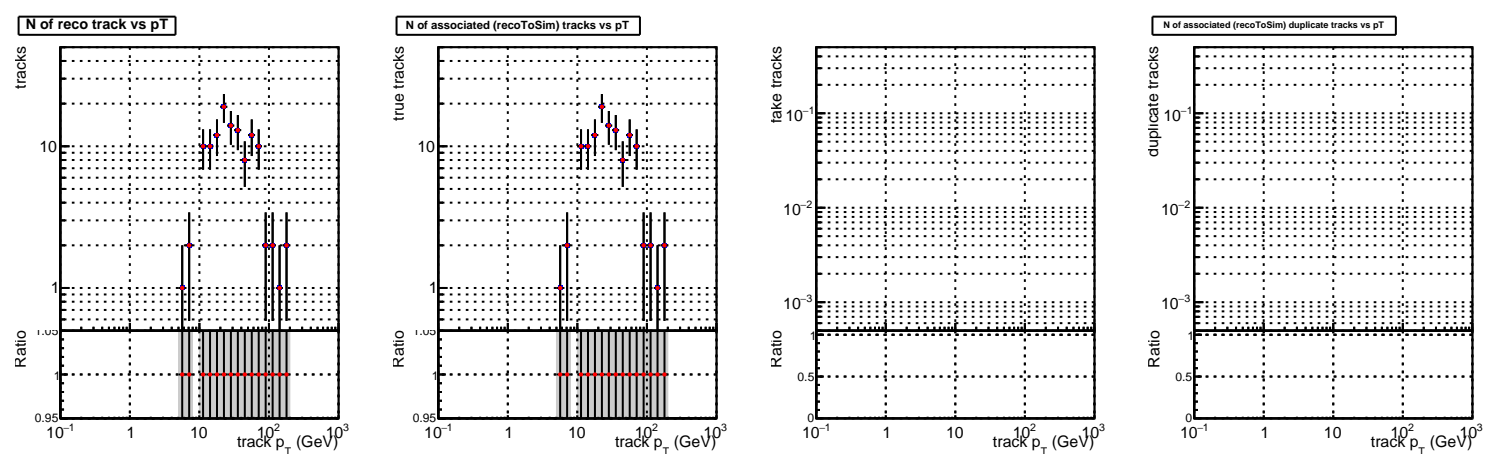 N of reco track vs pT
tracks
10
1
1.05
Ratio
1
0.95
10⁻¹ 1 10 10² 10³
track p_T (GeV)
N of associated (recoToSim) tracks vs pT
true tracks
10
1
1.05
Ratio
1
0.95
10⁻¹ 1 10 10² 10³
track p_T (GeV)
fake tracks
10⁻¹
10⁻²
10⁻³
Ratio
1
0.5
0
10⁻¹ 1 10 10² 10³
track p_T (GeV)
N of associated (recoToSim) duplicate tracks vs pT
duplicate tracks
10⁻¹
10⁻²
10⁻³
Ratio
1
0.5
0
10⁻¹ 1 10 10² 10³
track p_T (GeV)